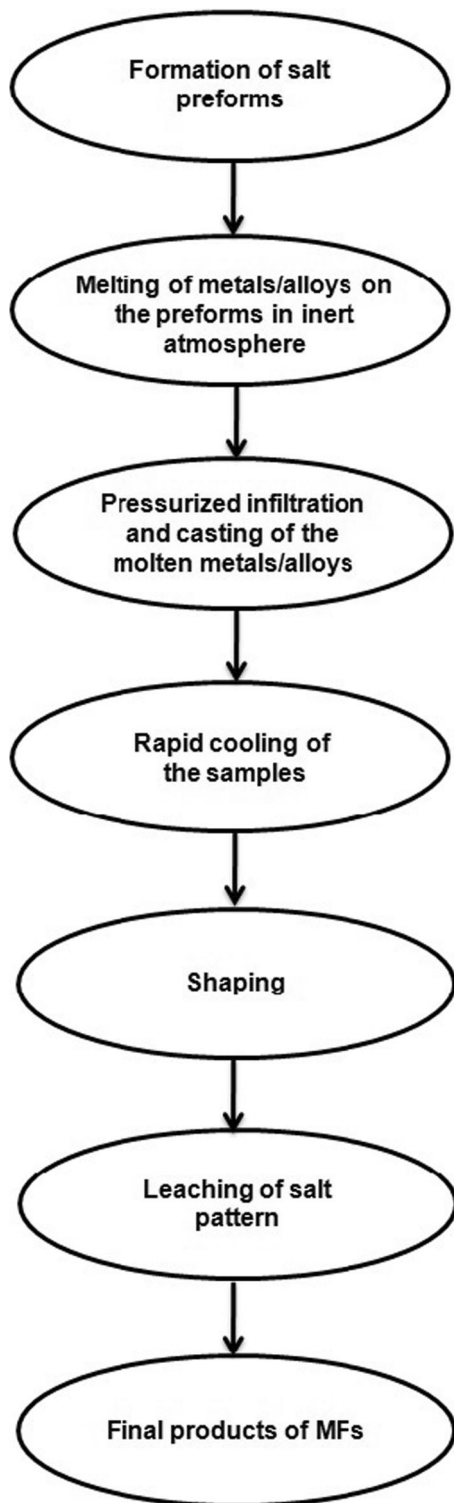 Formation of salt
preforms
Melting of metals/alloys on
the preforms in inert
atmosphere
Pressurized infiltration
and casting of the
molten metals/alloys
Rapid cooling of
the samples
Shaping
Leaching of salt
pattern
Final products of MFs